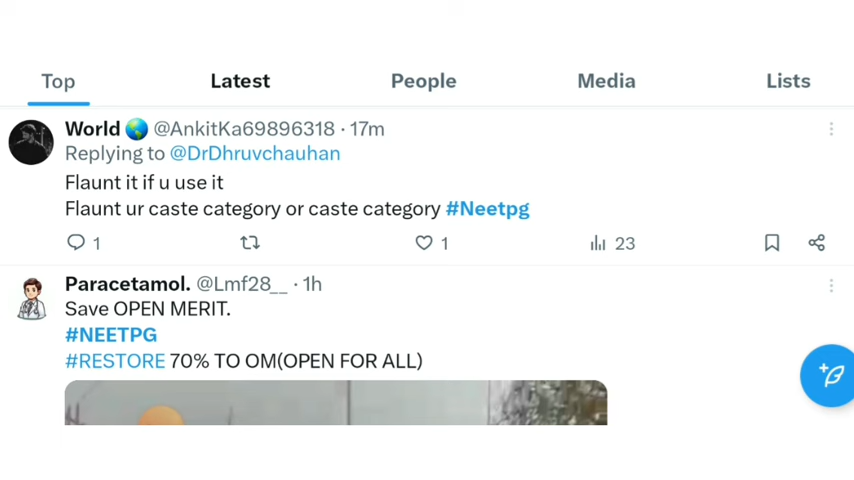 Top Latest People Media Lists
World 🌎 @AnkitKa69896318 · 17m
Replying to @DrDhruvchauhan
Flaunt it if u use it
Flaunt ur caste category or caste category #Neetpg
1 1 23
Paracetamol. @Lmf28__ · 1h
Save OPEN MERIT.
#NEETPG
#RESTORE 70% TO OM(OPEN FOR ALL)